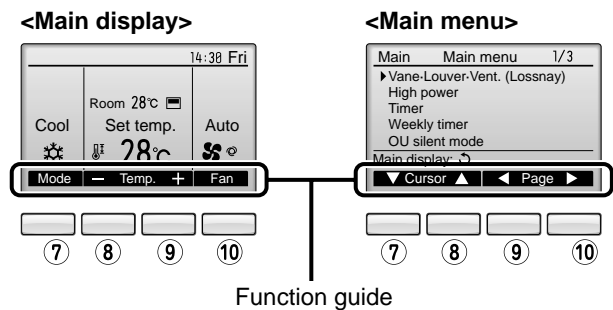 <Main display>
14:30 Fri
Room 28℃
Cool
Set temp.
Auto
28℃
Mode − Temp. + Fan
⑦ ⑧ ⑨ ⑩
<Main menu>
Main Main menu 1/3
▶Vane·Louver·Vent. (Lossnay)
High power
Timer
Weekly timer
OU silent mode
Main display:
▼ Cursor ▲ ◀ Page ▶
⑦ ⑧ ⑨ ⑩
Function guide